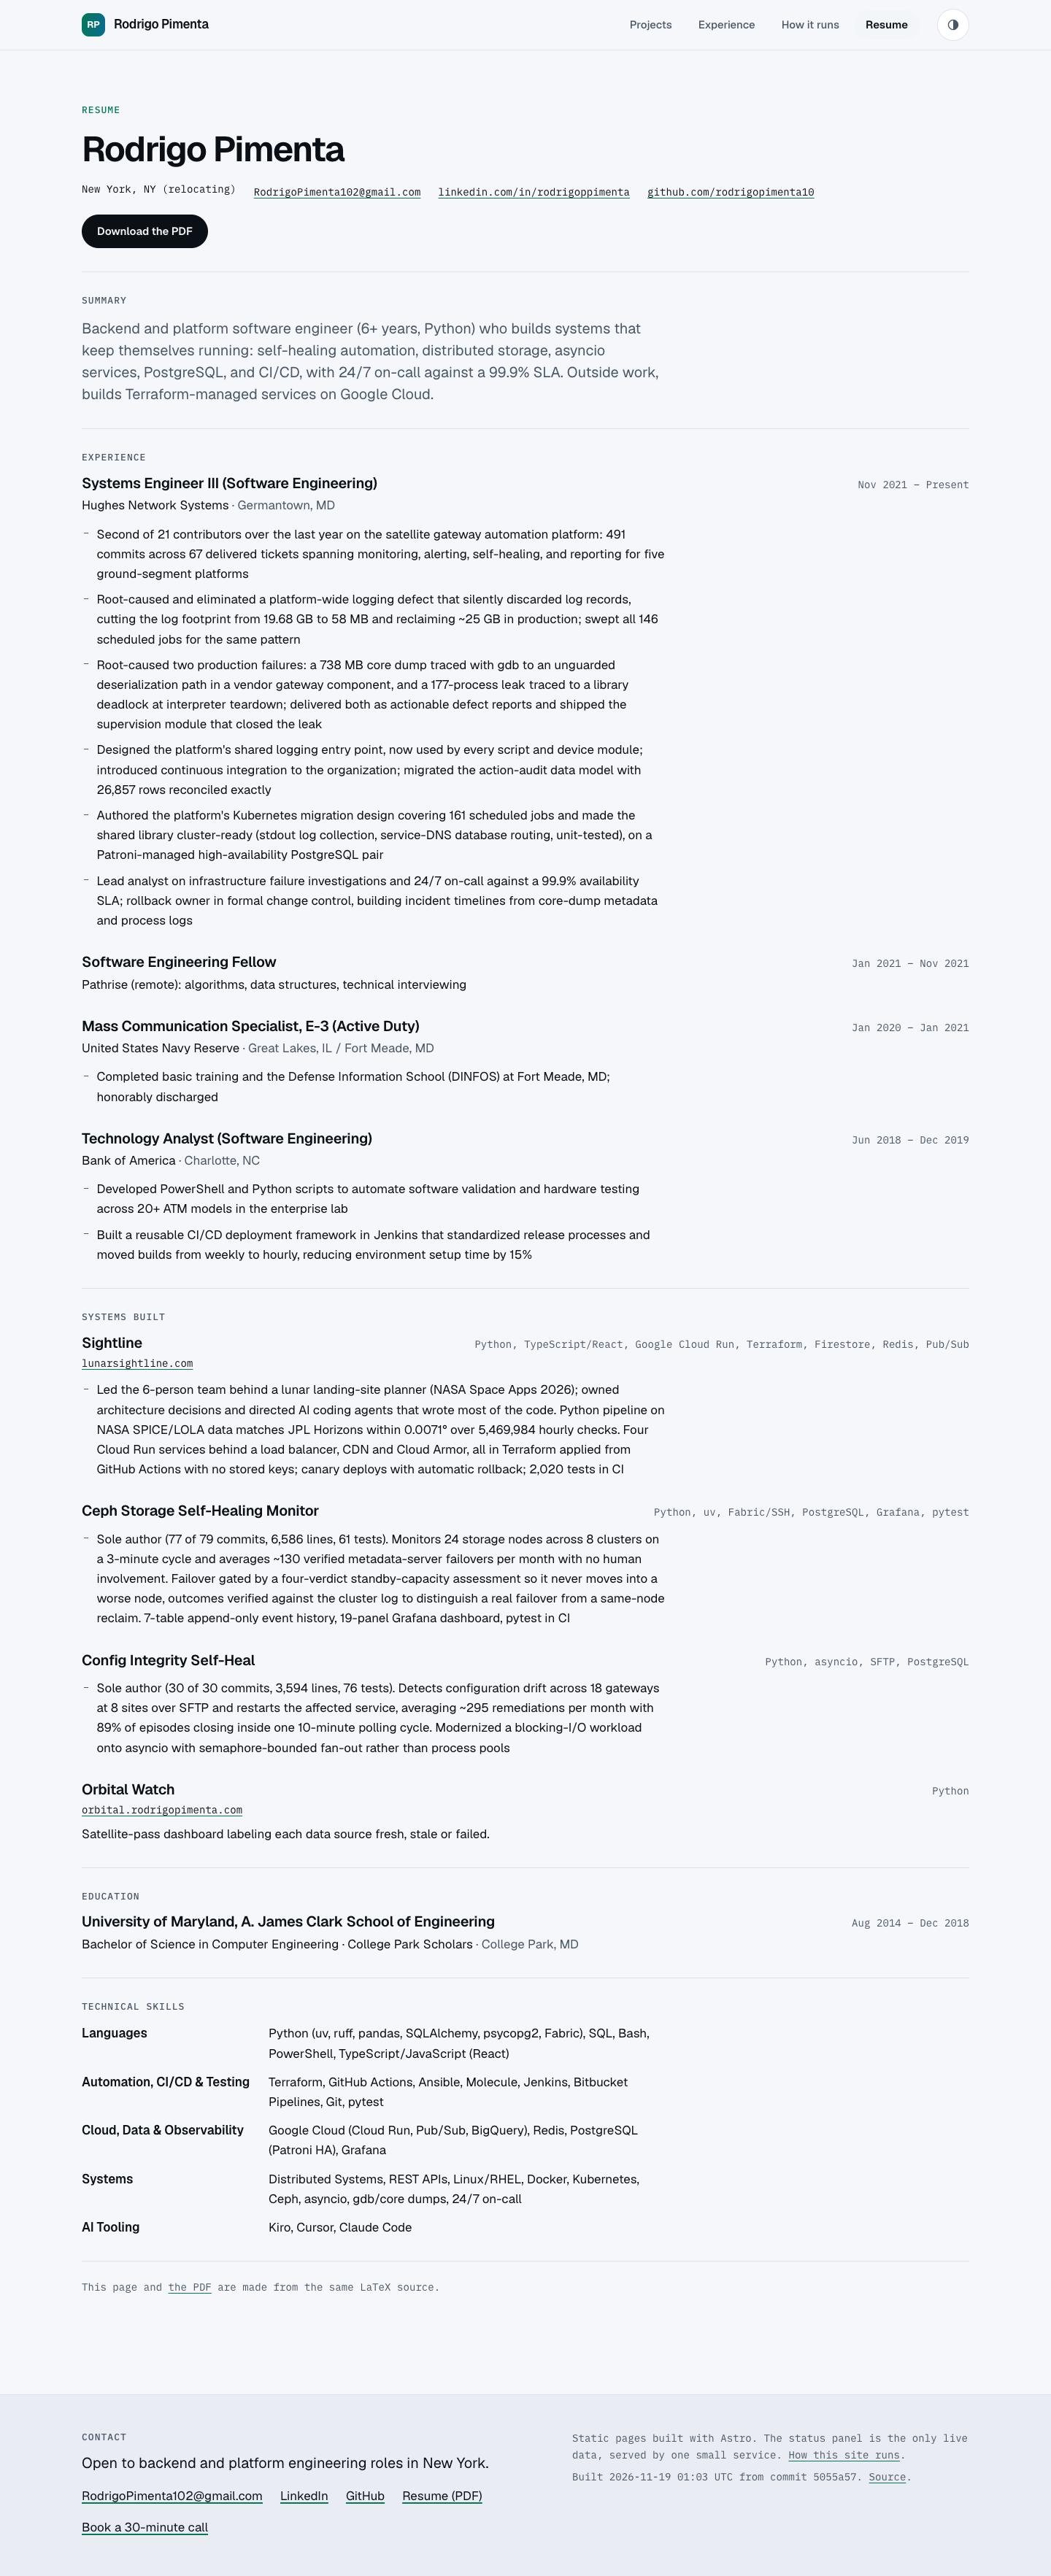 RP Rodrigo Pimenta Projects Experience How it runs Resume
RESUME
Rodrigo Pimenta
New York, NY (relocating) RodrigoPimenta102@gmail.com linkedin.com/in/rodrigoppimenta github.com/rodrigopimenta10
Download the PDF
SUMMARY
Backend and platform software engineer (6+ years, Python) who builds systems that
keep themselves running: self-healing automation, distributed storage, asyncio
services, PostgreSQL, and CI/CD, with 24/7 on-call against a 99.9% SLA. Outside work,
builds Terraform-managed services on Google Cloud.
EXPERIENCE
Systems Engineer III (Software Engineering) Nov 2021 – Present
Hughes Network Systems · Germantown, MD
– Second of 21 contributors over the last year on the satellite gateway automation platform: 491
commits across 67 delivered tickets spanning monitoring, alerting, self-healing, and reporting for five
ground-segment platforms
– Root-caused and eliminated a platform-wide logging defect that silently discarded log records,
cutting the log footprint from 19.68 GB to 58 MB and reclaiming ~25 GB in production; swept all 146
scheduled jobs for the same pattern
– Root-caused two production failures: a 738 MB core dump traced with gdb to an unguarded
deserialization path in a vendor gateway component, and a 177-process leak traced to a library
deadlock at interpreter teardown; delivered both as actionable defect reports and shipped the
supervision module that closed the leak
– Designed the platform's shared logging entry point, now used by every script and device module;
introduced continuous integration to the organization; migrated the action-audit data model with
26,857 rows reconciled exactly
– Authored the platform's Kubernetes migration design covering 161 scheduled jobs and made the
shared library cluster-ready (stdout log collection, service-DNS database routing, unit-tested), on a
Patroni-managed high-availability PostgreSQL pair
– Lead analyst on infrastructure failure investigations and 24/7 on-call against a 99.9% availability
SLA; rollback owner in formal change control, building incident timelines from core-dump metadata
and process logs
Software Engineering Fellow Jan 2021 – Nov 2021
Pathrise (remote): algorithms, data structures, technical interviewing
Mass Communication Specialist, E-3 (Active Duty) Jan 2020 – Jan 2021
United States Navy Reserve · Great Lakes, IL / Fort Meade, MD
– Completed basic training and the Defense Information School (DINFOS) at Fort Meade, MD;
honorably discharged
Technology Analyst (Software Engineering) Jun 2018 – Dec 2019
Bank of America · Charlotte, NC
– Developed PowerShell and Python scripts to automate software validation and hardware testing
across 20+ ATM models in the enterprise lab
– Built a reusable CI/CD deployment framework in Jenkins that standardized release processes and
moved builds from weekly to hourly, reducing environment setup time by 15%
SYSTEMS BUILT
Sightline Python, TypeScript/React, Google Cloud Run, Terraform, Firestore, Redis, Pub/Sub
lunarsightline.com
– Led the 6-person team behind a lunar landing-site planner (NASA Space Apps 2026); owned
architecture decisions and directed AI coding agents that wrote most of the code. Python pipeline on
NASA SPICE/LOLA data matches JPL Horizons within 0.0071° over 5,469,984 hourly checks. Four
Cloud Run services behind a load balancer, CDN and Cloud Armor, all in Terraform applied from
GitHub Actions with no stored keys; canary deploys with automatic rollback; 2,020 tests in CI
Ceph Storage Self-Healing Monitor Python, uv, Fabric/SSH, PostgreSQL, Grafana, pytest
– Sole author (77 of 79 commits, 6,586 lines, 61 tests). Monitors 24 storage nodes across 8 clusters on
a 3-minute cycle and averages ~130 verified metadata-server failovers per month with no human
involvement. Failover gated by a four-verdict standby-capacity assessment so it never moves into a
worse node, outcomes verified against the cluster log to distinguish a real failover from a same-node
reclaim. 7-table append-only event history, 19-panel Grafana dashboard, pytest in CI
Config Integrity Self-Heal Python, asyncio, SFTP, PostgreSQL
– Sole author (30 of 30 commits, 3,594 lines, 76 tests). Detects configuration drift across 18 gateways
at 8 sites over SFTP and restarts the affected service, averaging ~295 remediations per month with
89% of episodes closing inside one 10-minute polling cycle. Modernized a blocking-I/O workload
onto asyncio with semaphore-bounded fan-out rather than process pools
Orbital Watch Python
orbital.rodrigopimenta.com
Satellite-pass dashboard labeling each data source fresh, stale or failed.
EDUCATION
University of Maryland, A. James Clark School of Engineering Aug 2014 – Dec 2018
Bachelor of Science in Computer Engineering · College Park Scholars · College Park, MD
TECHNICAL SKILLS
Languages Python (uv, ruff, pandas, SQLAlchemy, psycopg2, Fabric), SQL, Bash,
PowerShell, TypeScript/JavaScript (React)
Automation, CI/CD & Testing Terraform, GitHub Actions, Ansible, Molecule, Jenkins, Bitbucket
Pipelines, Git, pytest
Cloud, Data & Observability Google Cloud (Cloud Run, Pub/Sub, BigQuery), Redis, PostgreSQL
(Patroni HA), Grafana
Systems Distributed Systems, REST APIs, Linux/RHEL, Docker, Kubernetes,
Ceph, asyncio, gdb/core dumps, 24/7 on-call
AI Tooling Kiro, Cursor, Claude Code
This page and the PDF are made from the same LaTeX source.
CONTACT
Open to backend and platform engineering roles in New York.
RodrigoPimenta102@gmail.com LinkedIn GitHub Resume (PDF)
Book a 30-minute call
Static pages built with Astro. The status panel is the only live
data, served by one small service. How this site runs.
Built 2026-11-19 01:03 UTC from commit 5055a57. Source.